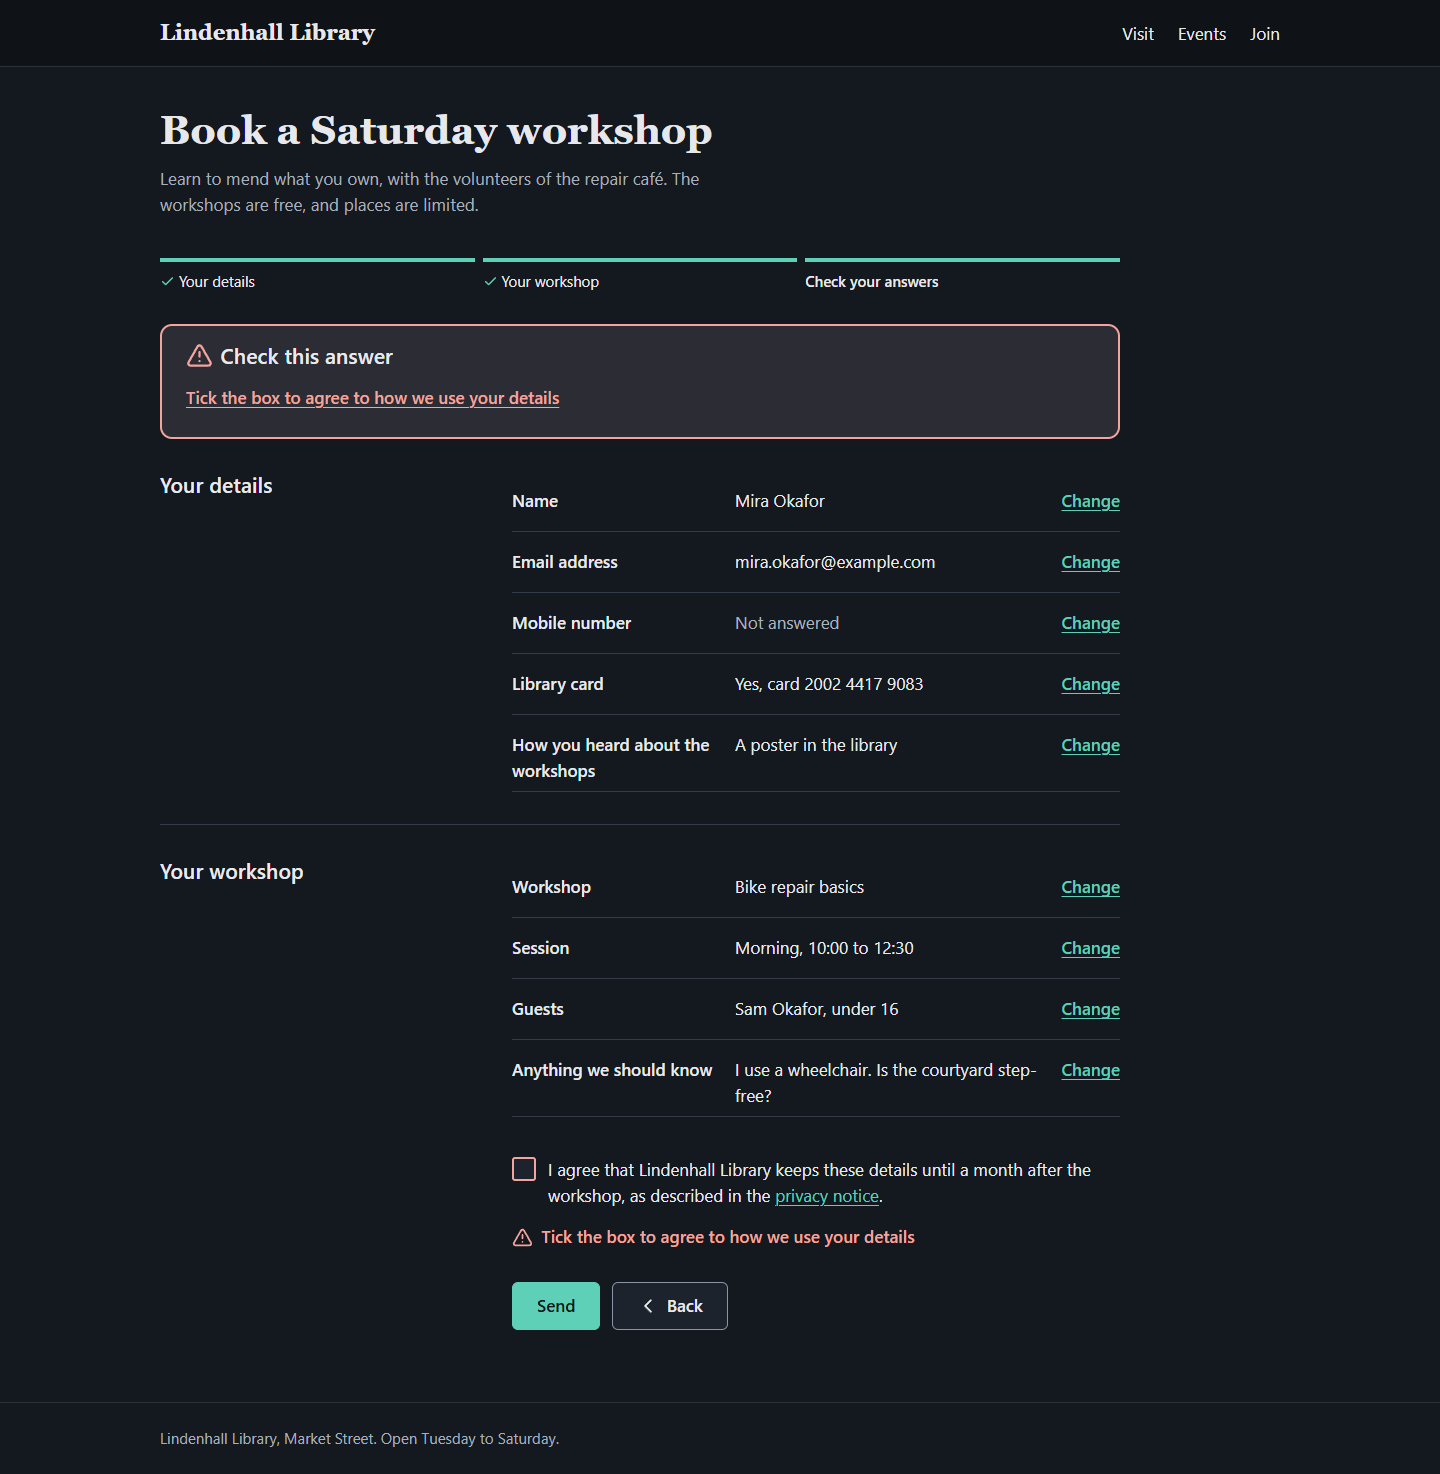 Lindenhall Library
Visit Events Join
Book a Saturday workshop
Learn to mend what you own, with the volunteers of the repair café. The
workshops are free, and places are limited.
Your details
Your workshop
Check your answers
Check this answer
Tick the box to agree to how we use your details
Your details
Name Mira Okafor Change
Email address mira.okafor@example.com Change
Mobile number Not answered Change
Library card Yes, card 2002 4417 9083 Change
How you heard about the A poster in the library Change
workshops
Your workshop
Workshop Bike repair basics Change
Session Morning, 10:00 to 12:30 Change
Guests Sam Okafor, under 16 Change
Anything we should know I use a wheelchair. Is the courtyard step- Change
free?
I agree that Lindenhall Library keeps these details until a month after the
workshop, as described in the privacy notice.
Tick the box to agree to how we use your details
Send Back
Lindenhall Library, Market Street. Open Tuesday to Saturday.